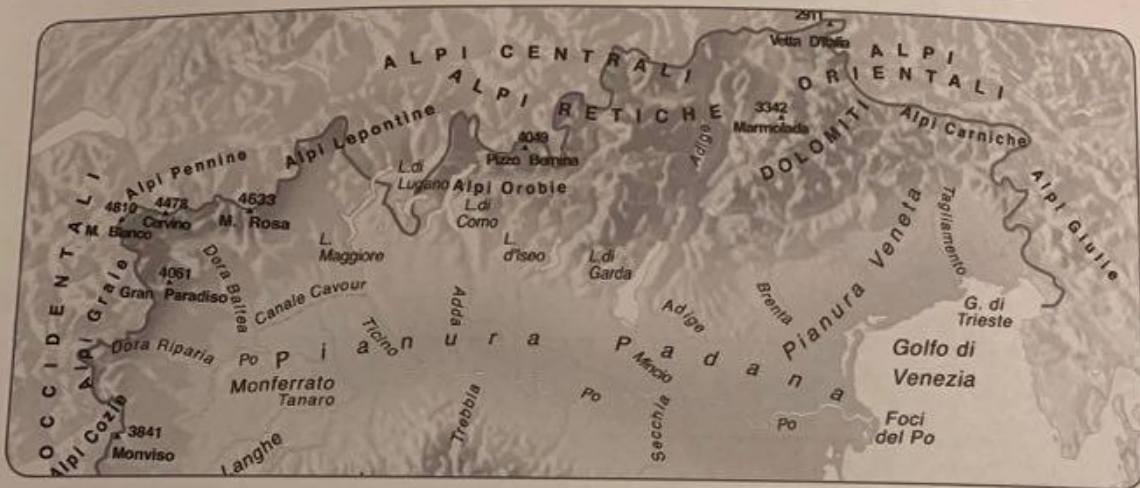 2911
Vetta D'Italia
ALPI CENTRALI
ALPI
ORIENTALI
ALPI
RETICHE
3342
Marmolada
DOLOMITI
Alpi Carniche
Alpi Giulie
Adige
4049
Pizzo Bernina
Alpi Lepontine
Alpi Pennine
L. di
Lugano
Alpi Orobie
L. di
Como
OCCIDENTALI
4810
M. Bianco
4478
Cervino
4633
M. Rosa
L.
Maggiore
L.
d'iseo
L. di
Garda
Alpi Graie
4061
Gran Paradiso
Dora Baltea
Canale Cavour
Ticino
Adda
Adige
Brenta
Pianura Veneta
Tagliamento
G. di
Trieste
Golfo di
Venezia
Dora Riparia
Po
Pianura Padana
Mincio
Monferrato
Tanaro
Trebbia
Po
Secchia
Po
Foci
del Po
Alpi Cozie
3841
Monviso
Langhe